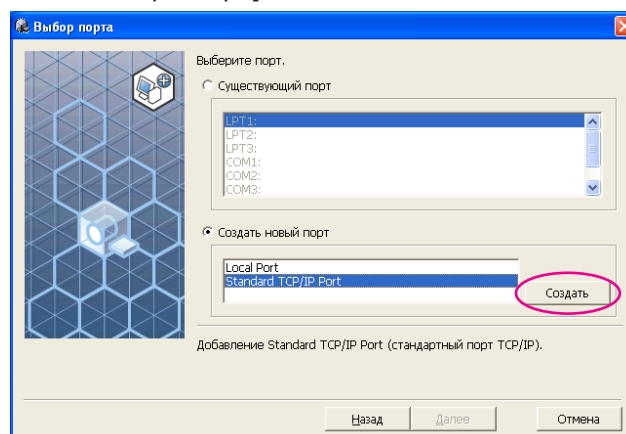 Выбор порта
Выберите порт.
Существующий порт
LPT1:
LPT2:
LPT3:
COM1:
COM2:
COM3:
Создать новый порт
Local Port
Standard TCP/IP Port
Создать
Добавление Standard TCP/IP Port (стандартный порт TCP/IP).
Назад Далее Отмена